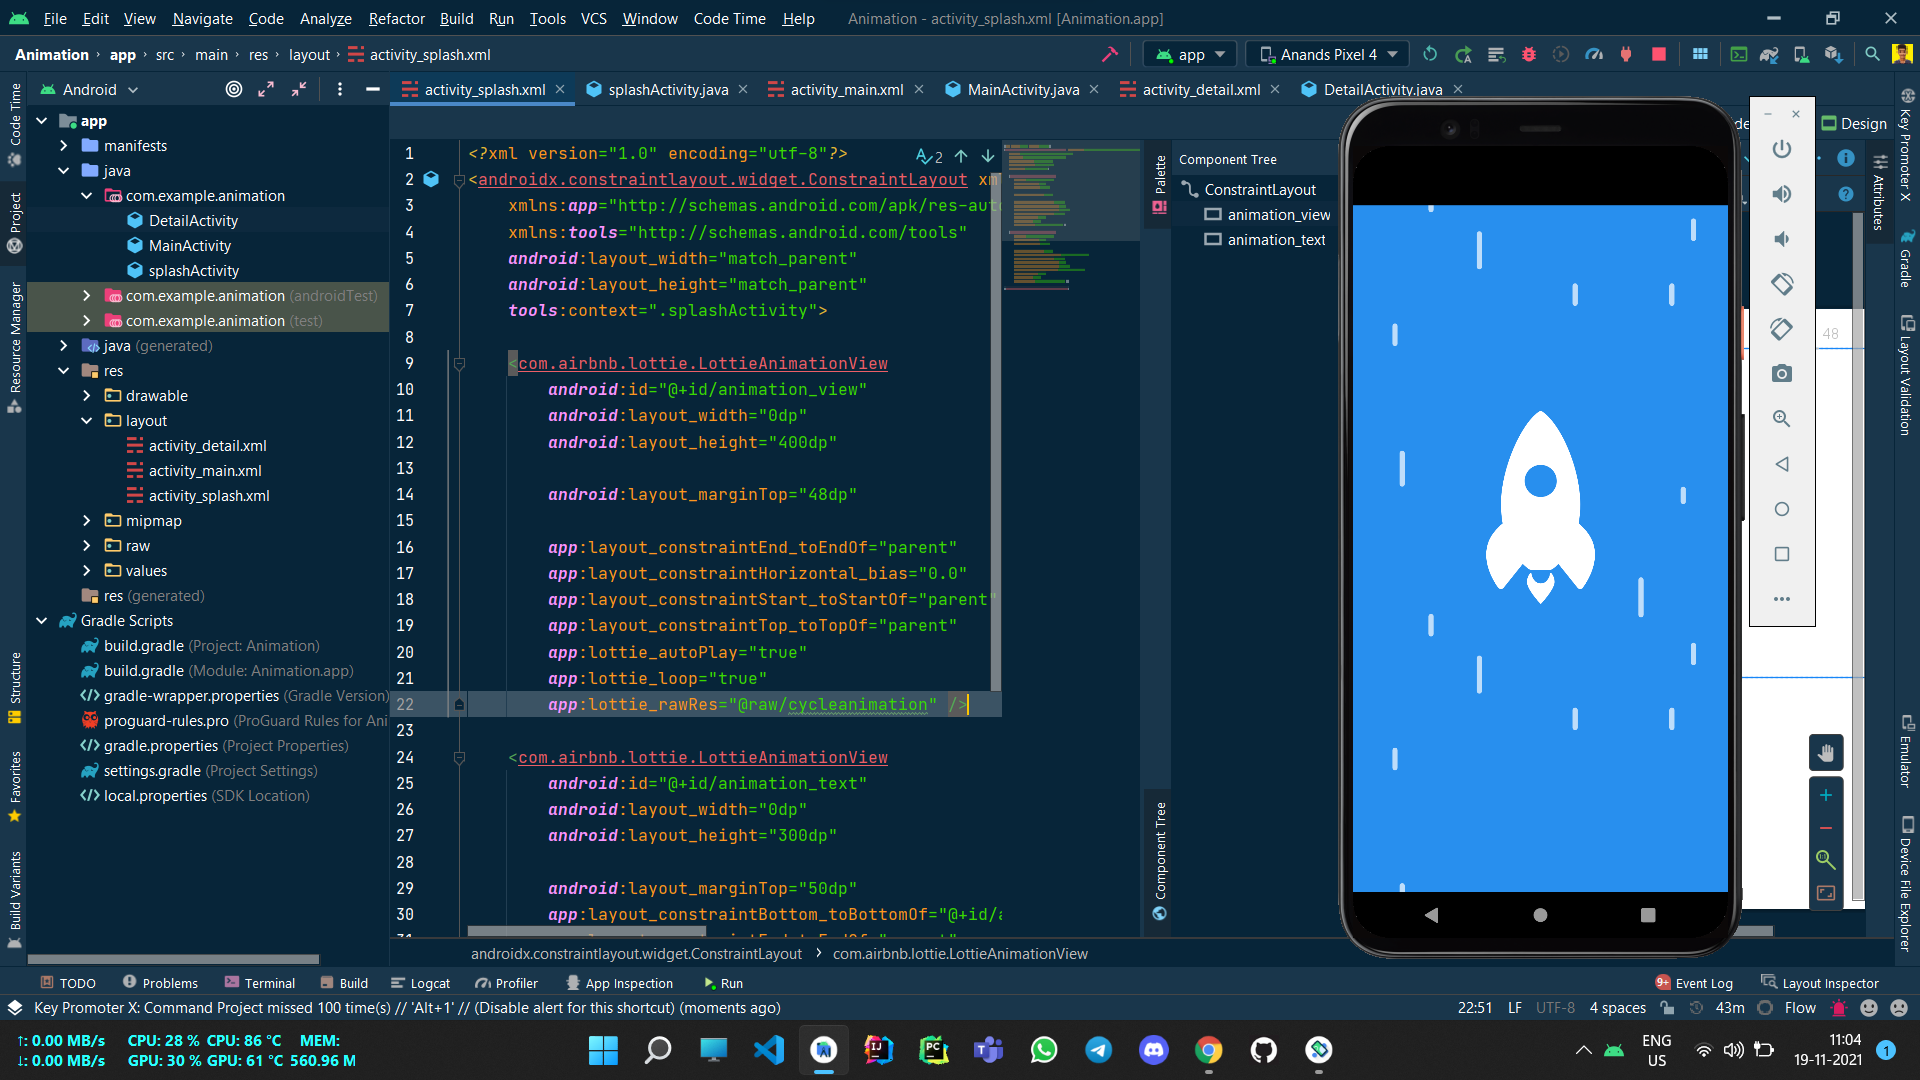 File Edit View Navigate Code Analyze Refactor Build Run Tools VCS Window Code Time Help Animation - activity_splash.xml [Animation.app]
Animation app src main res layout activity_splash.xml
app Anands Pixel 4
Android
activity_splash.xml splashActivity.java activity_main.xml MainActivity.java activity_detail.xml DetailActivity.java
Design
Code Time
Project
Resource Manager
Structure
Favorites
Build Variants
app
manifests
java
com.example.animation
DetailActivity
MainActivity
splashActivity
com.example.animation (androidTest)
com.example.animation (test)
java (generated)
res
drawable
layout
activity_detail.xml
activity_main.xml
activity_splash.xml
mipmap
raw
values
res (generated)
Gradle Scripts
build.gradle (Project: Animation)
build.gradle (Module: Animation.app)
gradle-wrapper.properties (Gradle Version)
proguard-rules.pro (ProGuard Rules for Ani
gradle.properties (Project Properties)
settings.gradle (Project Settings)
local.properties (SDK Location)
2
1 <?xml version="1.0" encoding="utf-8"?>
2 <androidx.constraintlayout.widget.ConstraintLayout xm
3 xmlns:app="http://schemas.android.com/apk/res-auto
4 xmlns:tools="http://schemas.android.com/tools"
5 android:layout_width="match_parent"
6 android:layout_height="match_parent"
7 tools:context=".splashActivity">
8
9 <com.airbnb.lottie.LottieAnimationView
10 android:id="@+id/animation_view"
11 android:layout_width="0dp"
12 android:layout_height="400dp"
13
14 android:layout_marginTop="48dp"
15
16 app:layout_constraintEnd_toEndOf="parent"
17 app:layout_constraintHorizontal_bias="0.0"
18 app:layout_constraintStart_toStartOf="parent"
19 app:layout_constraintTop_toTopOf="parent"
20 app:lottie_autoPlay="true"
21 app:lottie_loop="true"
22 app:lottie_rawRes="@raw/cycleanimation" />
23
24 <com.airbnb.lottie.LottieAnimationView
25 android:id="@+id/animation_text"
26 android:layout_width="0dp"
27 android:layout_height="300dp"
28
29 android:layout_marginTop="50dp"
30 app:layout_constraintBottom_toBottomOf="@+id/a
androidx.constraintlayout.widget.ConstraintLayout com.airbnb.lottie.LottieAnimationView
Palette
Component Tree
Component Tree
ConstraintLayout
animation_view
animation_text
48
Attributes
Key Promoter X
Gradle
Layout Validation
Emulator
Device File Explorer
TODO Problems Terminal Build Logcat Profiler App Inspection Run 9+ Event Log Layout Inspector
Key Promoter X: Command Project missed 100 time(s) // 'Alt+1' // (Disable alert for this shortcut) (moments ago) 22:51 LF UTF-8 4 spaces 43m Flow
↑: 0.00 MB/s CPU: 28 % CPU: 86 °C MEM:
↓: 0.00 MB/s GPU: 30 % GPU: 61 °C 560.96 M
ENG
US
11:04
19-11-2021
1